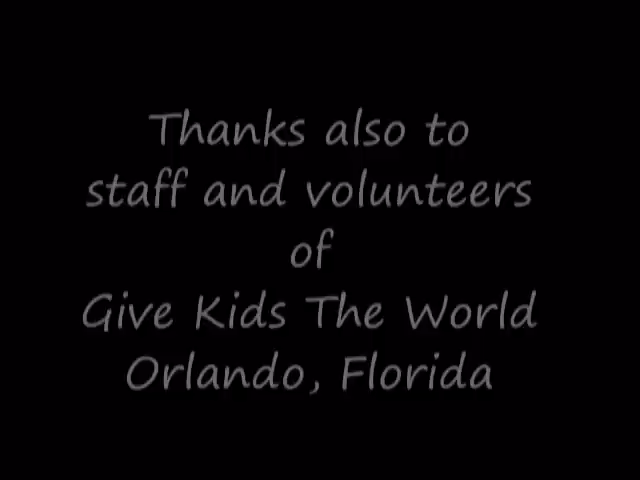 Thanks also to
staff and volunteers
of
Give Kids The World
Orlando, Florida